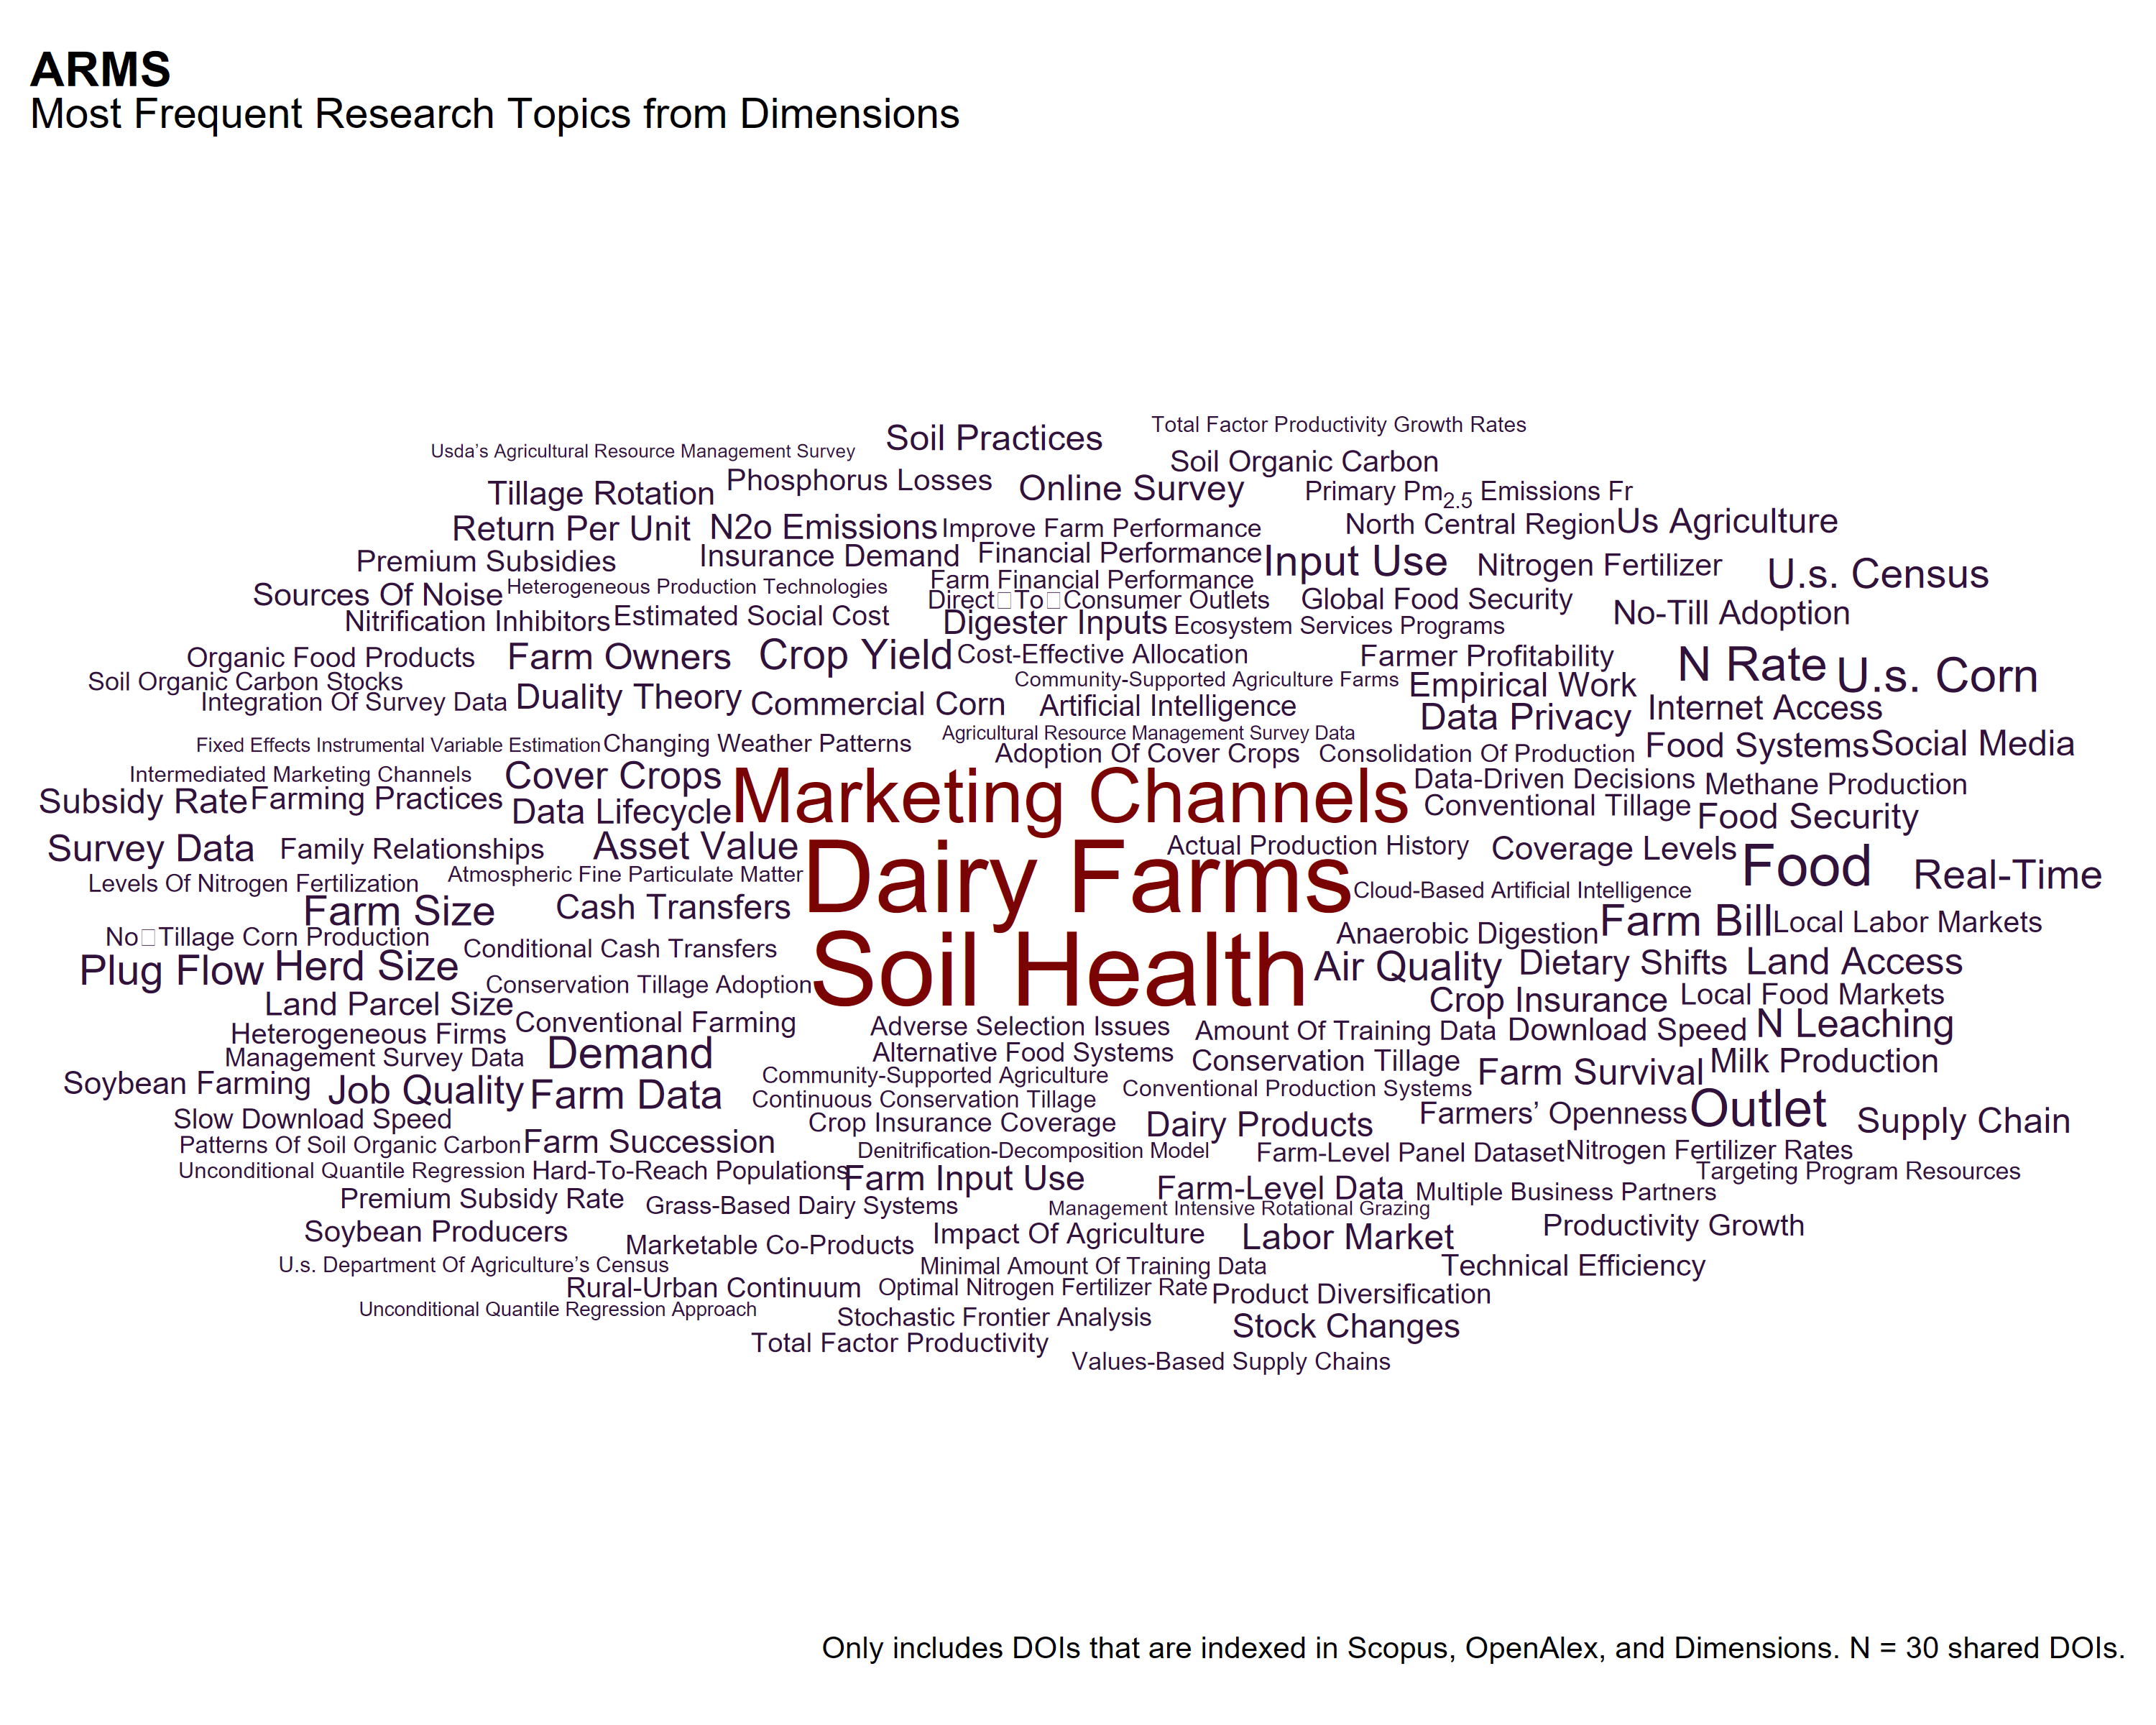 ARMS
Most Frequent Research Topics from Dimensions
Total Factor Productivity Growth Rates
Soil Practices
Usda’s Agricultural Resource Management Survey
Soil Organic Carbon
Phosphorus Losses
Online Survey
Tillage Rotation
Primary Pm2.5 Emissions Fr
Return Per Unit
N2o Emissions
Improve Farm Performance
North Central Region
Us Agriculture
Premium Subsidies
Insurance Demand
Financial Performance
Input Use
Nitrogen Fertilizer
U.s. Census
Sources Of Noise
Heterogeneous Production Technologies
Farm Financial Performance
Direct□To□Consumer Outlets
Global Food Security
No-Till Adoption
Nitrification Inhibitors
Estimated Social Cost
Digester Inputs
Ecosystem Services Programs
Organic Food Products
Farm Owners
Crop Yield
Cost-Effective Allocation
Farmer Profitability
N Rate
U.s. Corn
Soil Organic Carbon Stocks
Community-Supported Agriculture Farms
Empirical Work
Integration Of Survey Data
Duality Theory
Commercial Corn
Artificial Intelligence
Data Privacy
Internet Access
Agricultural Resource Management Survey Data
Fixed Effects Instrumental Variable Estimation
Changing Weather Patterns
Adoption Of Cover Crops
Consolidation Of Production
Food Systems
Social Media
Intermediated Marketing Channels
Cover Crops
Marketing Channels
Data-Driven Decisions
Methane Production
Subsidy Rate
Farming Practices
Data Lifecycle
Conventional Tillage
Food Security
Survey Data
Family Relationships
Asset Value
Actual Production History
Coverage Levels
Food
Real-Time
Levels Of Nitrogen Fertilization
Atmospheric Fine Particulate Matter
Dairy Farms
Cloud-Based Artificial Intelligence
Farm Size
Cash Transfers
Farm Bill
Local Labor Markets
No□Tillage Corn Production
Conditional Cash Transfers
Anaerobic Digestion
Plug Flow
Herd Size
Soil Health
Air Quality
Dietary Shifts
Land Access
Conservation Tillage Adoption
Land Parcel Size
Crop Insurance
Local Food Markets
Heterogeneous Firms
Conventional Farming
Adverse Selection Issues
Amount Of Training Data
Download Speed
N Leaching
Management Survey Data
Demand
Alternative Food Systems
Conservation Tillage
Farm Survival
Milk Production
Soybean Farming
Job Quality
Farm Data
Community-Supported Agriculture
Conventional Production Systems
Continuous Conservation Tillage
Outlet
Slow Download Speed
Crop Insurance Coverage
Dairy Products
Farmers’ Openness
Supply Chain
Patterns Of Soil Organic Carbon
Farm Succession
Denitrification-Decomposition Model
Farm-Level Panel Dataset
Nitrogen Fertilizer Rates
Unconditional Quantile Regression
Hard-To-Reach Populations
Farm Input Use
Targeting Program Resources
Premium Subsidy Rate
Grass-Based Dairy Systems
Farm-Level Data
Multiple Business Partners
Management Intensive Rotational Grazing
Soybean Producers
Marketable Co-Products
Impact Of Agriculture
Labor Market
Productivity Growth
U.s. Department Of Agriculture’s Census
Minimal Amount Of Training Data
Technical Efficiency
Rural-Urban Continuum
Optimal Nitrogen Fertilizer Rate
Product Diversification
Unconditional Quantile Regression Approach
Stochastic Frontier Analysis
Stock Changes
Total Factor Productivity
Values-Based Supply Chains
Only includes DOIs that are indexed in Scopus, OpenAlex, and Dimensions. N = 30 shared DOIs.